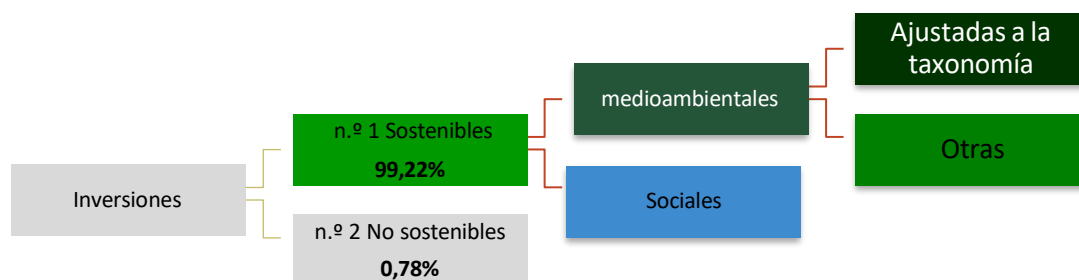 Inversiones
n.º 1 Sostenibles
99,22%
n.º 2 No sostenibles
0,78%
medioambientales
Sociales
Ajustadas a la
taxonomía
Otras